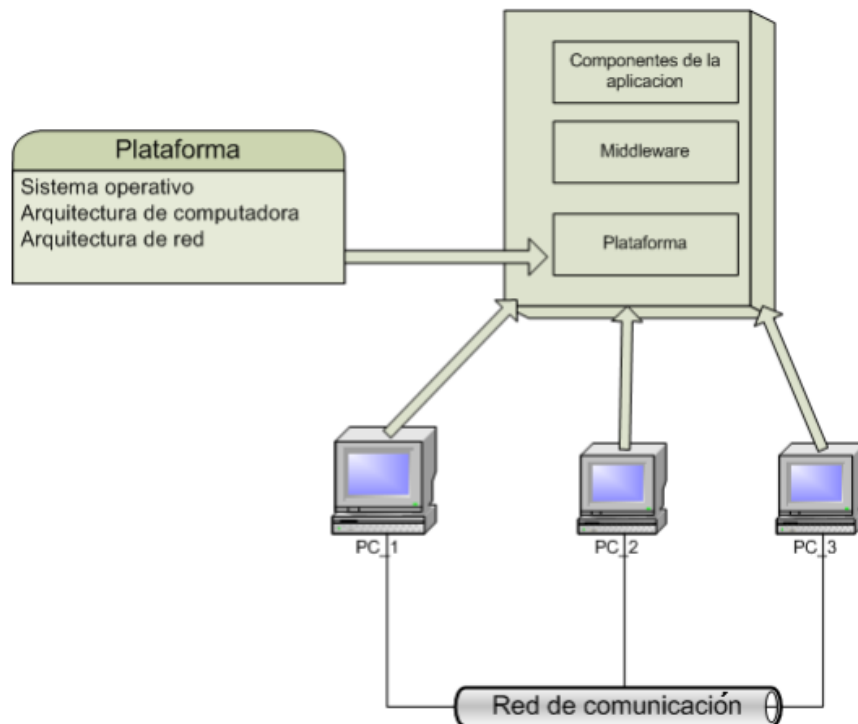 Componentes de la
aplicacion
Middleware
Plataforma
Plataforma
Sistema operativo
Arquitectura de computadora
Arquitectura de red
PC_1
PC_2
PC_3
Red de comunicación